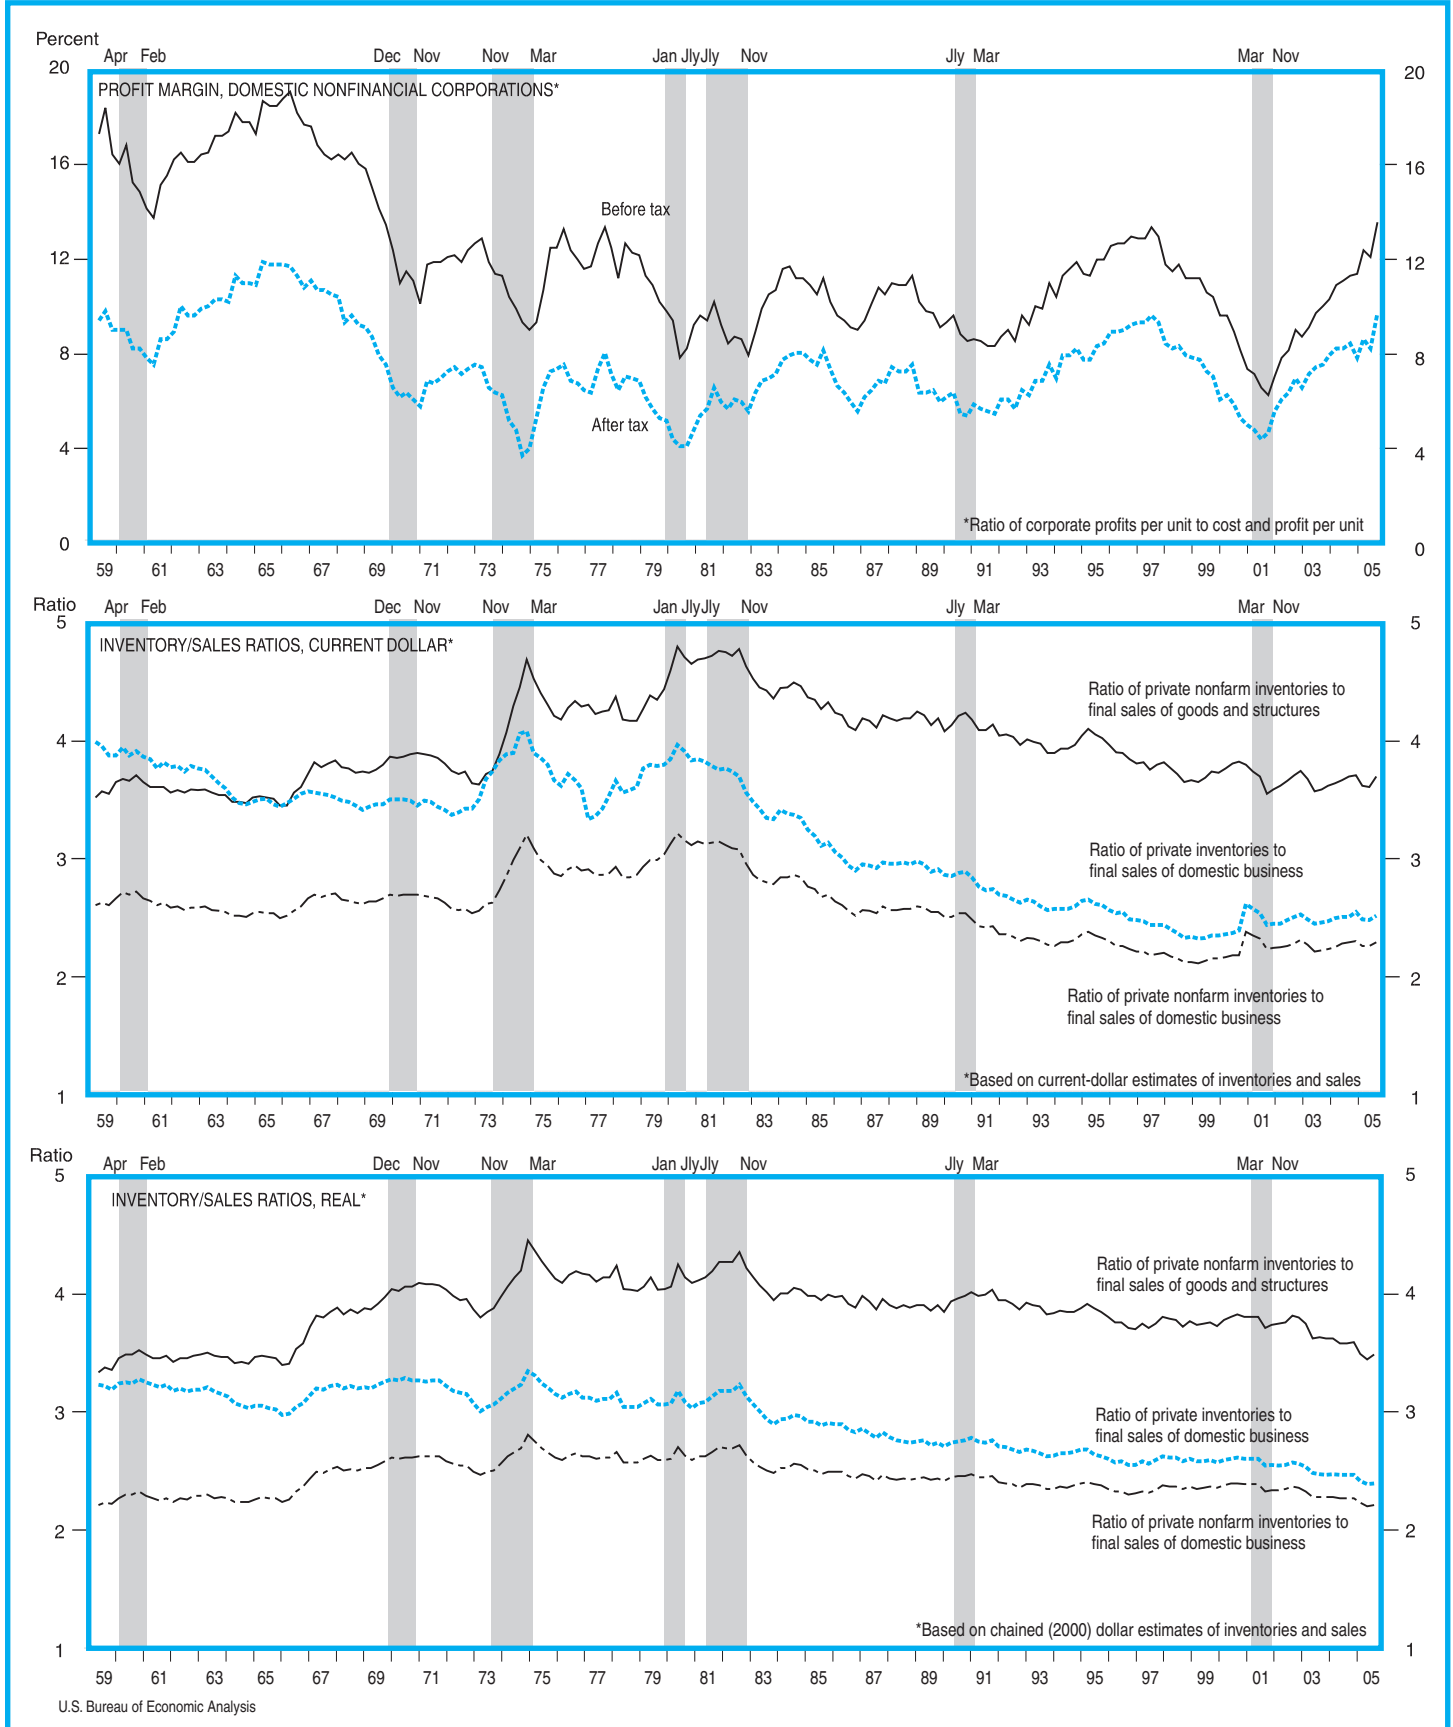 Percent
Apr Feb Dec Nov Nov Mar Jan Jly Jly Nov Jly Mar Mar Nov
20 20
PROFIT MARGIN, DOMESTIC NONFINANCIAL CORPORATIONS*
16 16
Before tax
12 12
8 8
After tax
4 4
*Ratio of corporate profits per unit to cost and profit per unit
0 0
59 61 63 65 67 69 71 73 75 77 79 81 83 85 87 89 91 93 95 97 99 01 03 05
Ratio
Apr Feb Dec Nov Nov Mar Jan Jly Jly Nov Jly Mar Mar Nov
5 5
INVENTORY/SALES RATIOS, CURRENT DOLLAR*
Ratio of private nonfarm inventories to
final sales of goods and structures
4 4
Ratio of private inventories to
3 3
final sales of domestic business
2 2
Ratio of private nonfarm inventories to
final sales of domestic business
*Based on current-dollar estimates of inventories and sales
1 1
59 61 63 65 67 69 71 73 75 77 79 81 83 85 87 89 91 93 95 97 99 01 03 05
Ratio
Apr Feb Dec Nov Nov Mar Jan Jly Jly Nov Jly Mar Mar Nov
5 5
INVENTORY/SALES RATIOS, REAL*
Ratio of private nonfarm inventories to
final sales of goods and structures
4 4
Ratio of private inventories to
3 3
final sales of domestic business
Ratio of private nonfarm inventories to
2 2
final sales of domestic business
*Based on chained (2000) dollar estimates of inventories and sales
1 1
59 61 63 65 67 69 71 73 75 77 79 81 83 85 87 89 91 93 95 97 99 01 03 05
U.S. Bureau of Economic Analysis